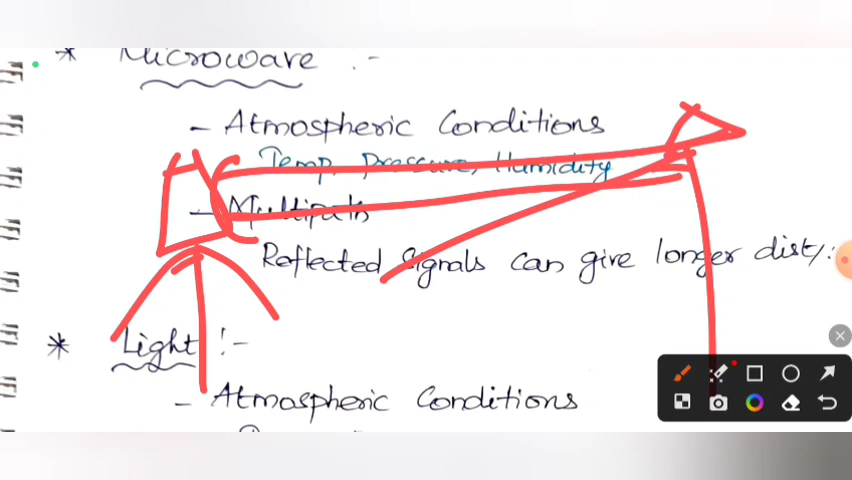 * Microwave :-
- Atmospheric Conditions
Temp, Pressure, Humidity
- Multipath
Reflected Signals can give longer dist/:
* Light :-
- Atmospheric Conditions